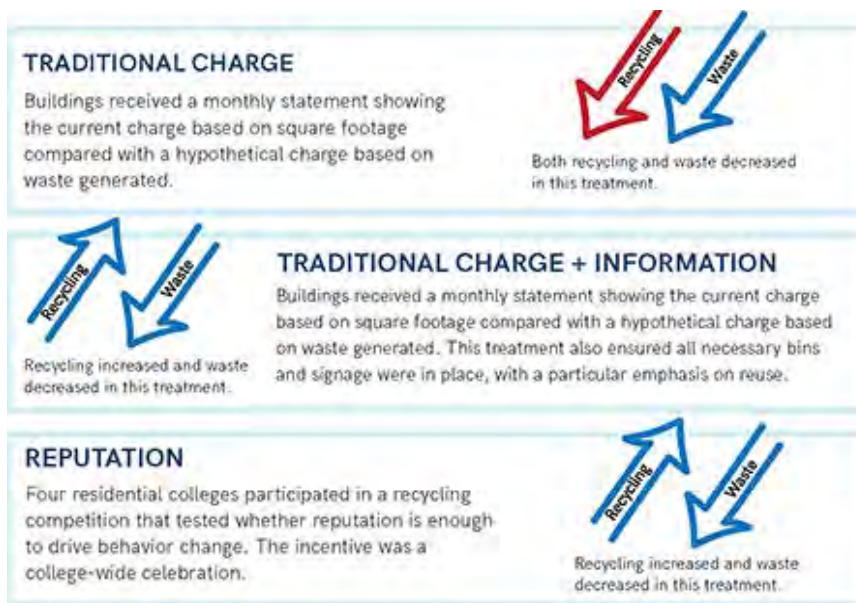 TRADITIONAL CHARGE
Buildings received a monthly statement showing
the current charge based on square footage
compared with a hypothetical charge based on
waste generated.
Recycling
Waste
Both recycling and waste decreased
in this treatment.
Recycling
Waste
Recycling increased and waste
decreased in this treatment.
TRADITIONAL CHARGE + INFORMATION
Buildings received a monthly statement showing the current charge
based on square footage compared with a hypothetical charge based
on waste generated. This treatment also ensured all necessary bins
and signage were in place, with a particular emphasis on reuse.
REPUTATION
Four residential colleges participated in a recycling
competition that tested whether reputation is enough
to drive behavior change. The incentive was a
college-wide celebration.
Recycling
Waste
Recycling increased and waste
decreased in this treatment.